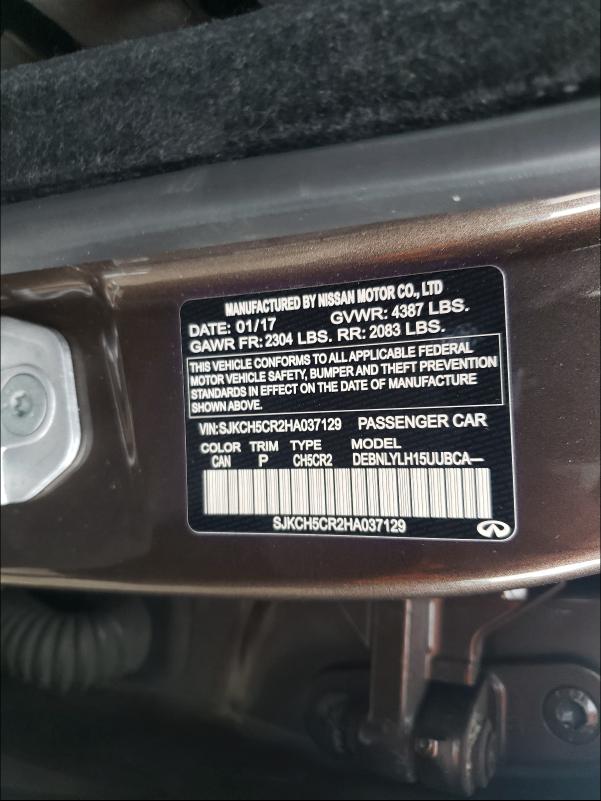 MANUFACTURED BY NISSAN MOTOR CO., LTD
DATE: 01/17 GVWR: 4387 LBS.
GAWR FR: 2304 LBS. RR: 2083 LBS.
THIS VEHICLE CONFORMS TO ALL APPLICABLE FEDERAL
MOTOR VEHICLE SAFETY, BUMPER AND THEFT PREVENTION
STANDARDS IN EFFECT ON THE DATE OF MANUFACTURE
SHOWN ABOVE.
VIN:SJKCH5CR2HA037129 PASSENGER CAR
COLOR TRIM TYPE MODEL
CAN P CH5CR2 DEBNLYLH15UUBCA—
SJKCH5CR2HA037129